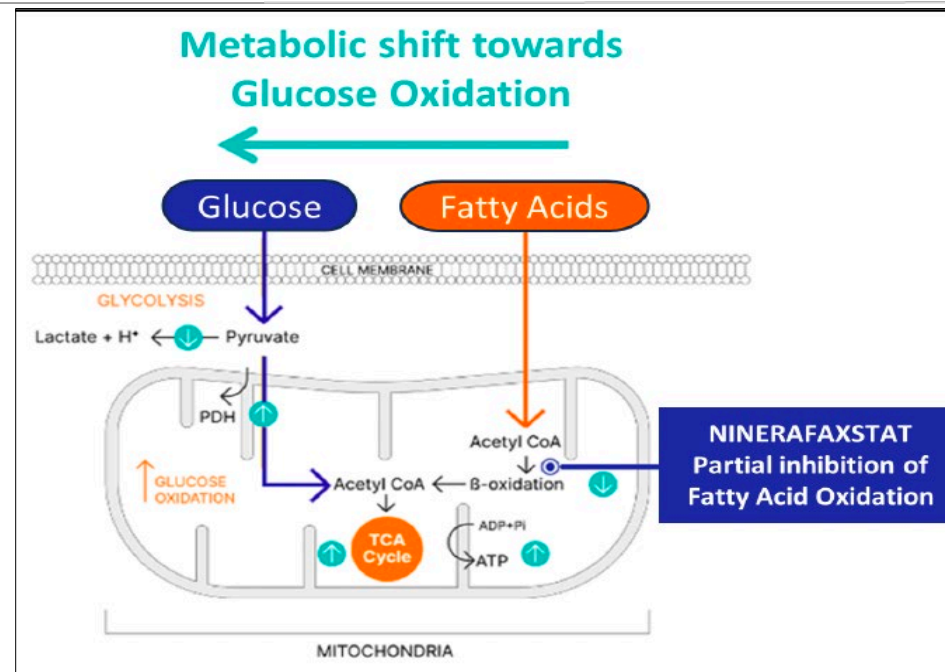 Metabolic shift towards
Glucose Oxidation
Glucose
Fatty Acids
CELL MEMBRANE
GLYCOLYSIS
Lactate + H⁺
Pyruvate
PDH
Acetyl CoA
NINERAFAXSTAT
Partial inhibition of
Fatty Acid Oxidation
GLUCOSE
OXIDATION
Acetyl CoA
ß-oxidation
TCA
Cycle
ADP+Pi
ATP
MITOCHONDRIA